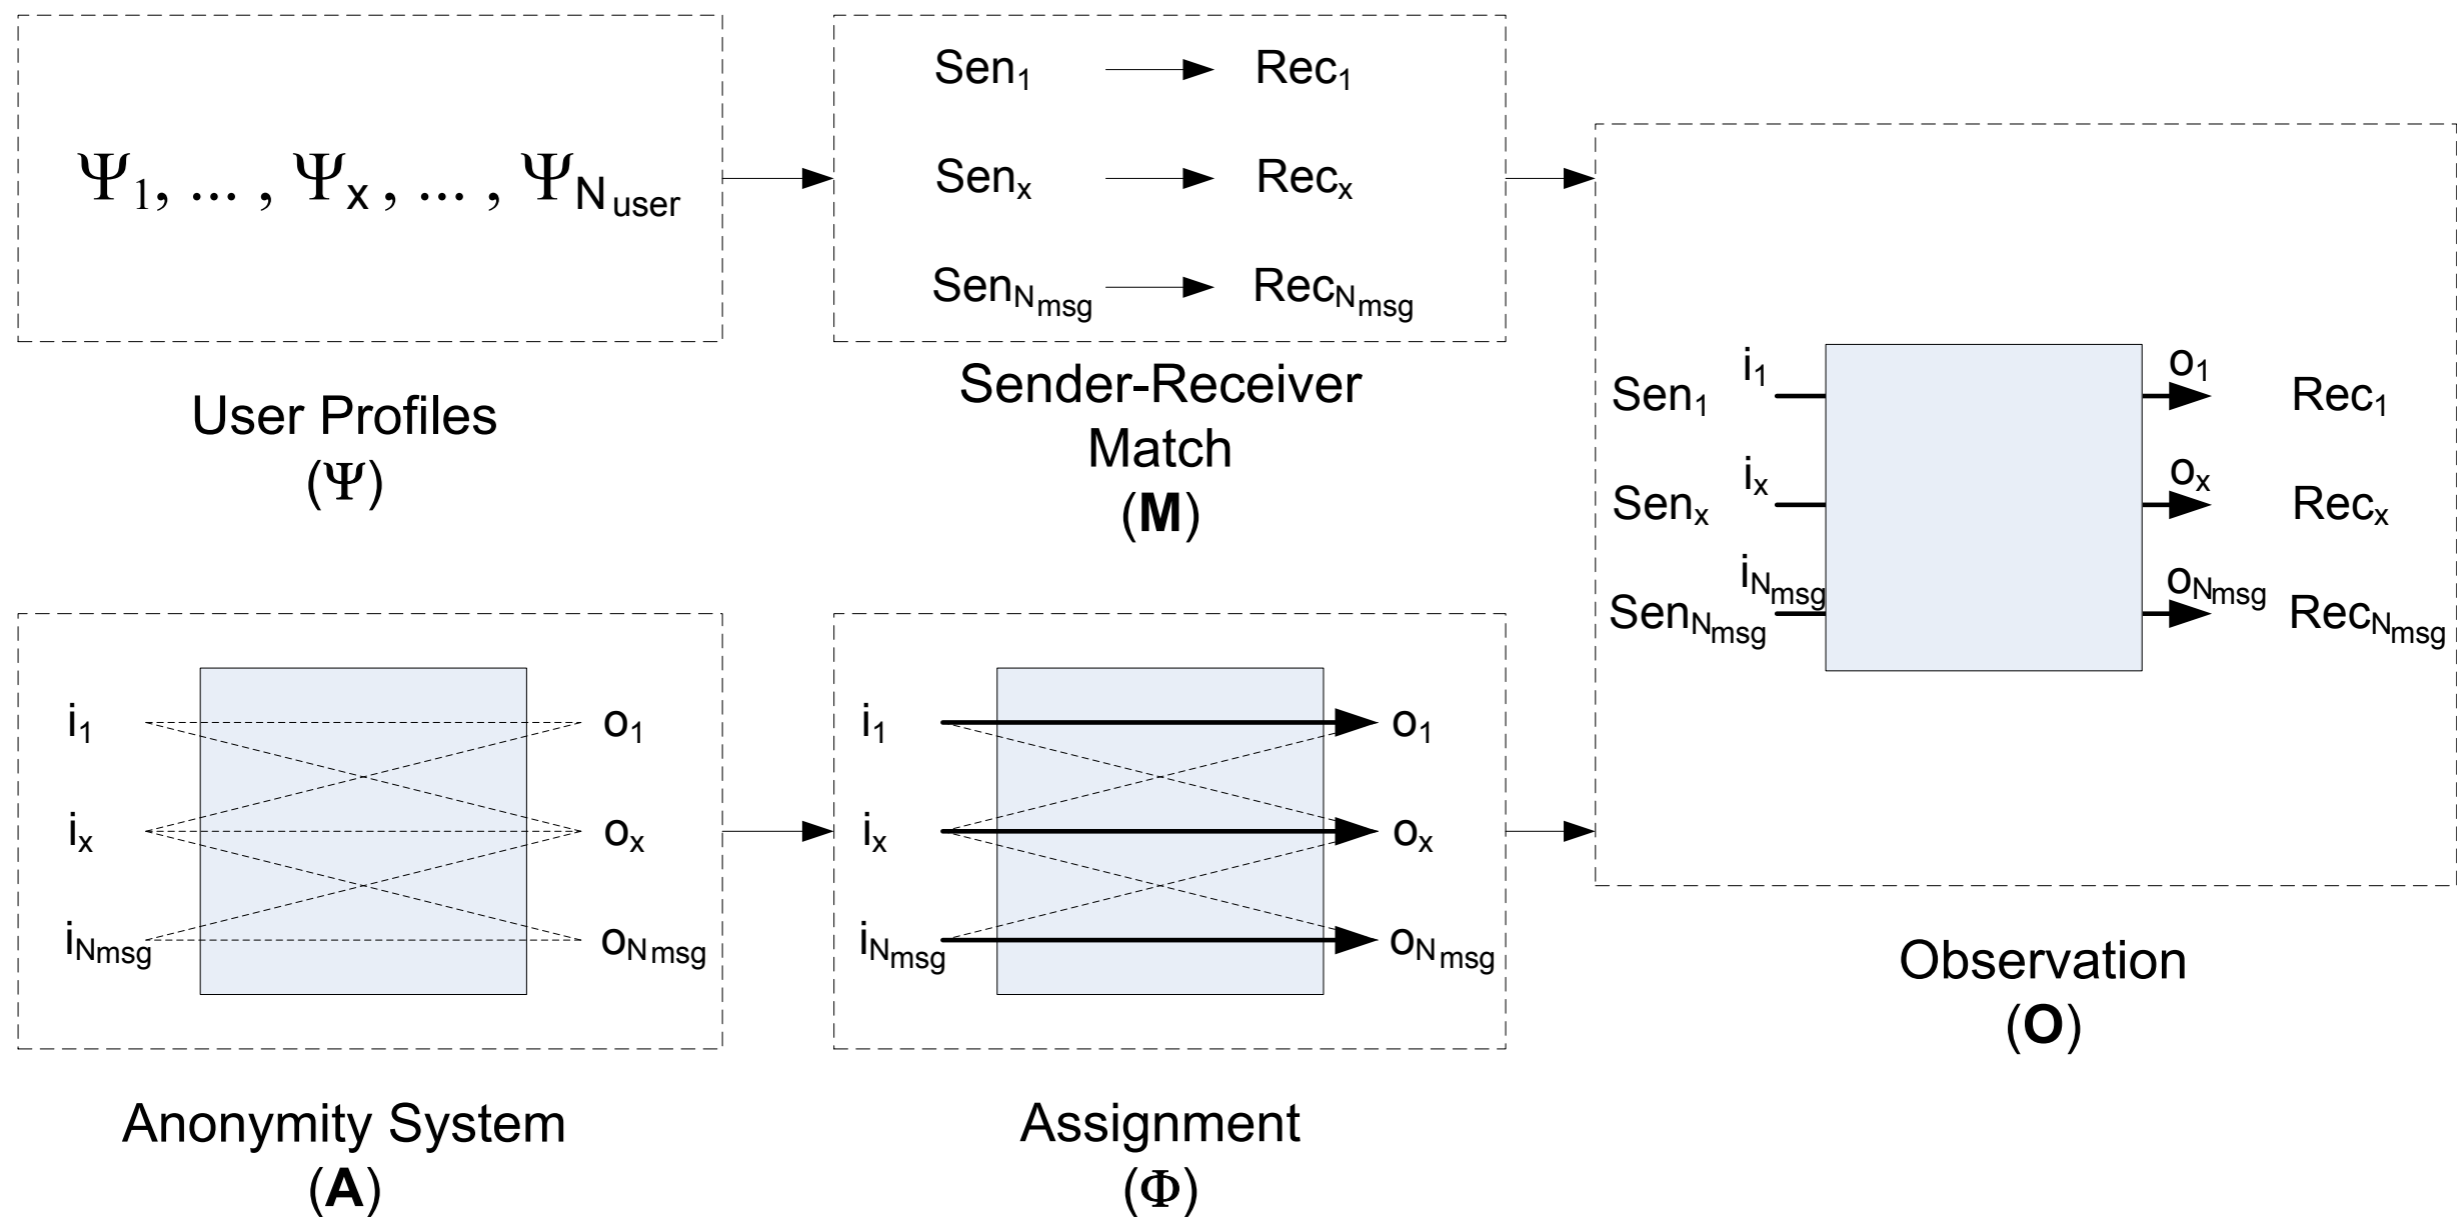 Ψ1, ... , Ψx , ... , ΨNuser
User Profiles
(Ψ)
Sen1 Rec1
Senx Recx
SenNmsg RecNmsg
Sender-Receiver
Match
(M)
i1 o1
Sen1 Rec1
ix ox
Senx Recx
iNmsg oNmsg
SenNmsg RecNmsg
Observation
(O)
i1 o1
ix ox
iNmsg oNmsg
Anonymity System
(A)
i1 o1
ix ox
iNmsg oNmsg
Assignment
(Φ)